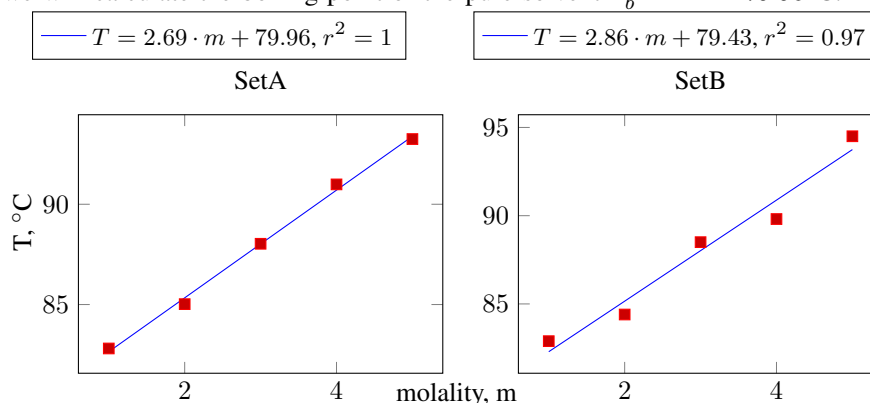 T = 2.69 · m + 79.96, r² = 1
T = 2.86 · m + 79.43, r² = 0.97
SetA
SetB
95
90
90
85
85
T, °C
2
4
molality, m
2
4